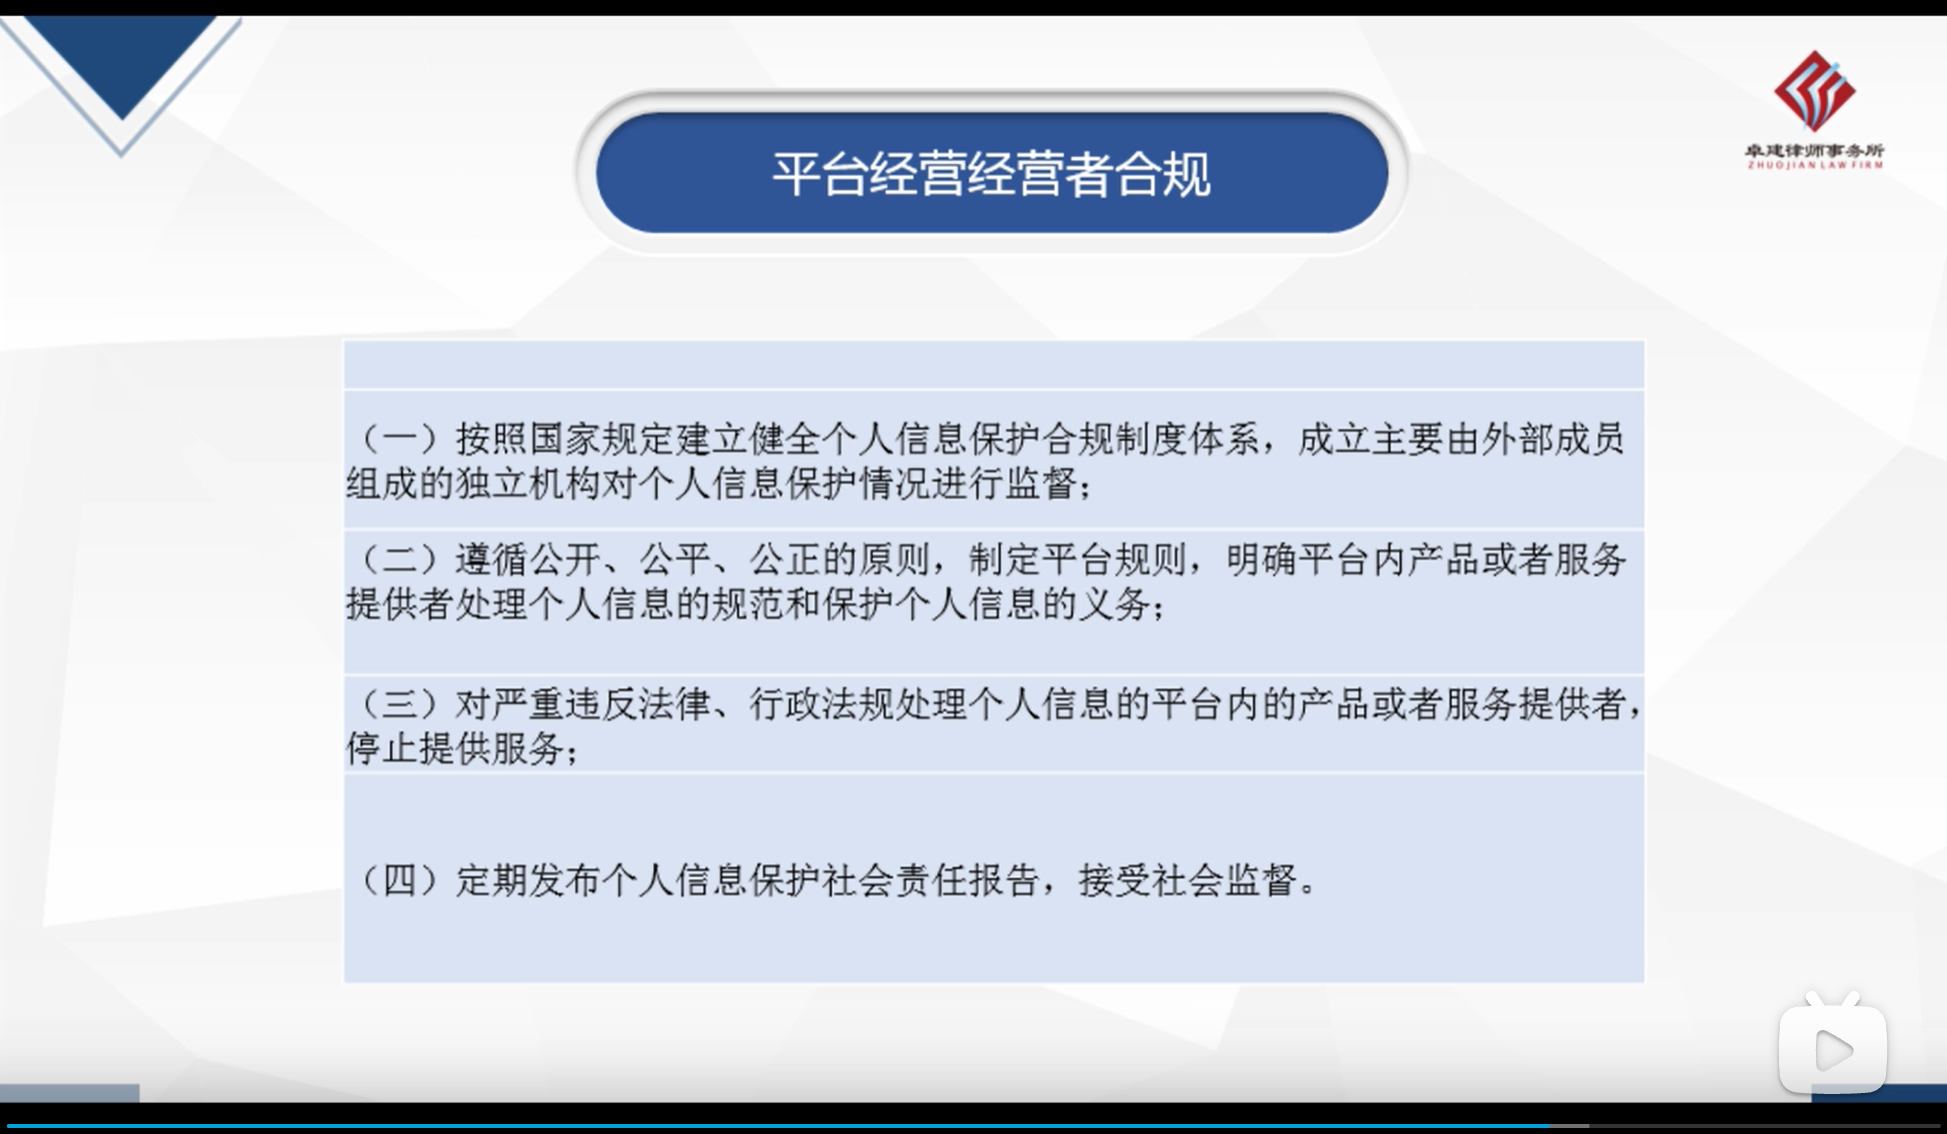 平台经营经营者合规
卓建律师事务所
ZHUOJIAN LAW FIRM
（一）按照国家规定建立健全个人信息保护合规制度体系，成立主要由外部成员
组成的独立机构对个人信息保护情况进行监督；
（二）遵循公开、公平、公正的原则，制定平台规则，明确平台内产品或者服务
提供者处理个人信息的规范和保护个人信息的义务；
（三）对严重违反法律、行政法规处理个人信息的平台内的产品或者服务提供者，
停止提供服务；
（四）定期发布个人信息保护社会责任报告，接受社会监督。